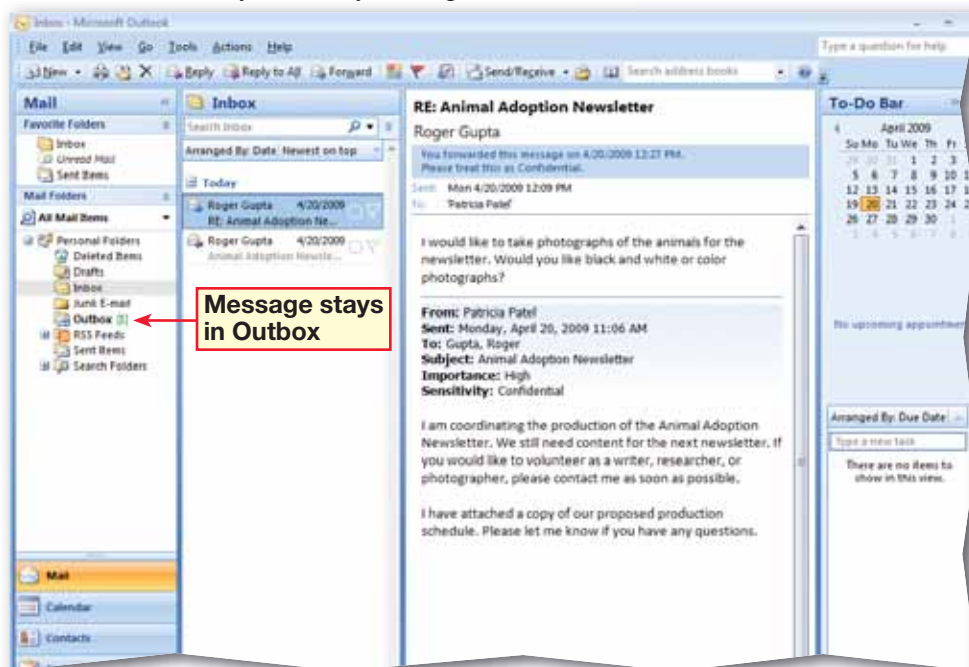 Inbox - Microsoft Outlook
File Edit View Go Tools Actions Help
Type a question for help
New Reply Reply to All Forward Send/Receive Search address books
Mail
Favorite Folders
Inbox
Unread Mail
Sent Items
Mail Folders
All Mail Items
Personal Folders
Deleted Items
Drafts
Inbox
Junk E-mail
Outbox [1]
RSS Feeds
Sent Items
Search Folders
Mail
Calendar
Contacts
Inbox
Search Inbox
Arranged By: Date Newest on top
Today
Roger Gupta 4/20/2009
RE: Animal Adoption Ne...
Roger Gupta 4/20/2009
Animal Adoption Newsle...
Message stays
in Outbox
RE: Animal Adoption Newsletter
Roger Gupta
You forwarded this message on 4/20/2009 12:27 PM.
Please treat this as Confidential.
Sent: Mon 4/20/2009 12:09 PM
To: 'Patricia Patel'
I would like to take photographs of the animals for the
newsletter. Would you like black and white or color
photographs?
From: Patricia Patel
Sent: Monday, April 20, 2009 11:06 AM
To: Gupta, Roger
Subject: Animal Adoption Newsletter
Importance: High
Sensitivity: Confidential
I am coordinating the production of the Animal Adoption
Newsletter. We still need content for the next newsletter. If
you would like to volunteer as a writer, researcher, or
photographer, please contact me as soon as possible.
I have attached a copy of our proposed production
schedule. Please let me know if you have any questions.
To-Do Bar
April 2009
Su Mo Tu We Th Fr
29 30 31 1 2 3
5 6 7 8 9 10
12 13 14 15 16 17
19 20 21 22 23 24
26 27 28 29 30 1
3 4 5 6 7 8
No upcoming
Arranged By: Due Date
Type a new task
There are no items to
show in this view.